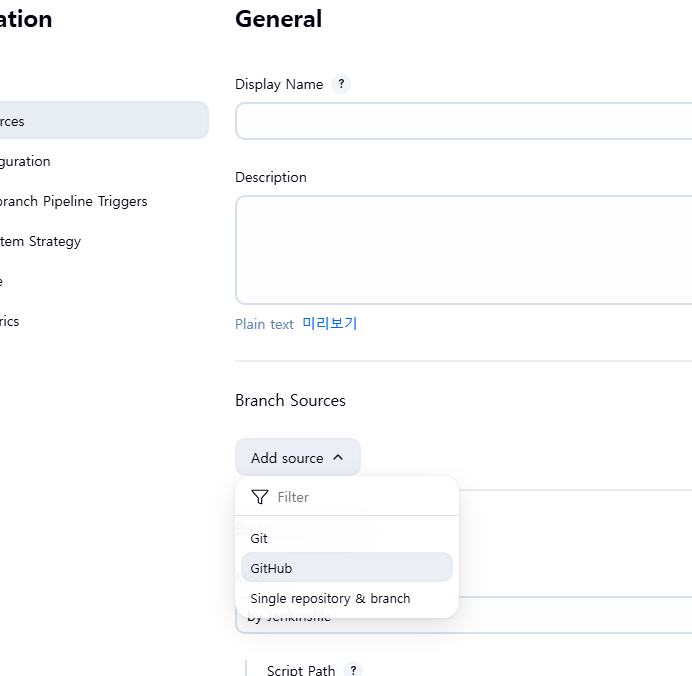 ation
rces
guration
branch Pipeline Triggers
tem Strategy
e
rics
General
Display Name ?
Description
Plain text 미리보기
Branch Sources
Add source
Filter
Git
GitHub
Single repository & branch
by Jenkinsfile
Script Path ?